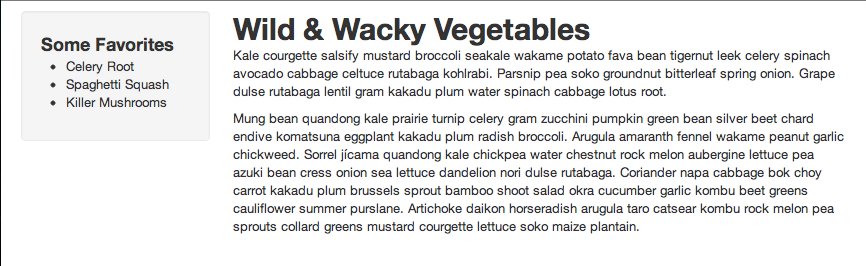 Some Favorites
Celery Root
Spaghetti Squash
Killer Mushrooms
Wild & Wacky Vegetables
Kale courgette salsify mustard broccoli seakale wakame potato fava bean tigernut leek celery spinach
avocado cabbage celtuce rutabaga kohlrabi. Parsnip pea soko groundnut bitterleaf spring onion. Grape
dulse rutabaga lentil gram kakadu plum water spinach cabbage lotus root.
Mung bean quandong kale prairie turnip celery gram zucchini pumpkin green bean silver beet chard
endive komatsuna eggplant kakadu plum radish broccoli. Arugula amaranth fennel wakame peanut garlic
chickweed. Sorrel jícama quandong kale chickpea water chestnut rock melon aubergine lettuce pea
azuki bean cress onion sea lettuce dandelion nori dulse rutabaga. Coriander napa cabbage bok choy
carrot kakadu plum brussels sprout bamboo shoot salad okra cucumber garlic kombu beet greens
cauliflower summer purslane. Artichoke daikon horseradish arugula taro catsear kombu rock melon pea
sprouts collard greens mustard courgette lettuce soko maize plantain.